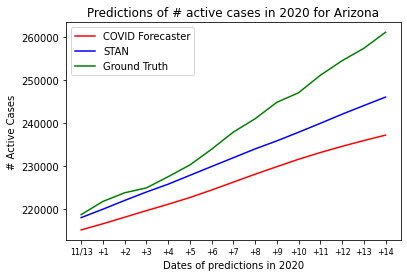 Predictions of # active cases in 2020 for Arizona
COVID Forecaster
STAN
Ground Truth
# Active Cases
260000
250000
240000
230000
220000
11/13 +1 +2 +3 +4 +5 +6 +7 +8 +9 +10 +11 +12 +13 +14
Dates of predictions in 2020